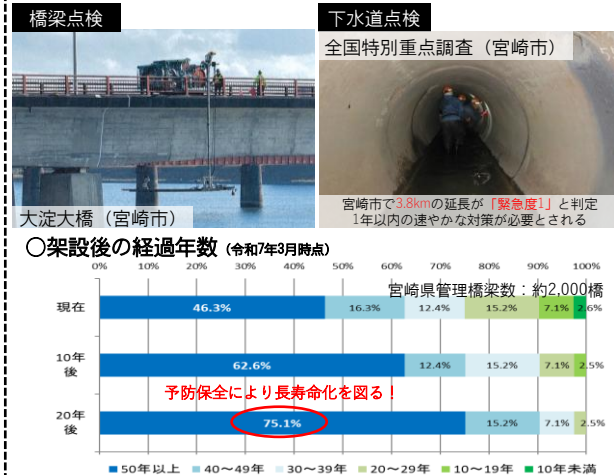 橋梁点検
大淀大橋（宮崎市）
下水道点検
全国特別重点調査（宮崎市）
宮崎市で3.8kmの延長が「緊急度1」と判定
1年以内の速やかな対策が必要とされる
〇架設後の経過年数（令和7年3月時点）
0% 10% 20% 30% 40% 50% 60% 70% 80% 90% 100%
宮崎県管理橋梁数：約2,000橋
現在 46.3% 16.3% 12.4% 15.2% 7.1% 2.6%
10年後 62.6% 12.4% 15.2% 7.1% 2.5%
予防保全により長寿命化を図る！
20年後 75.1% 15.2% 7.1% 2.5%
50年以上 40～49年 30～39年 20～29年 10～19年 10年未満